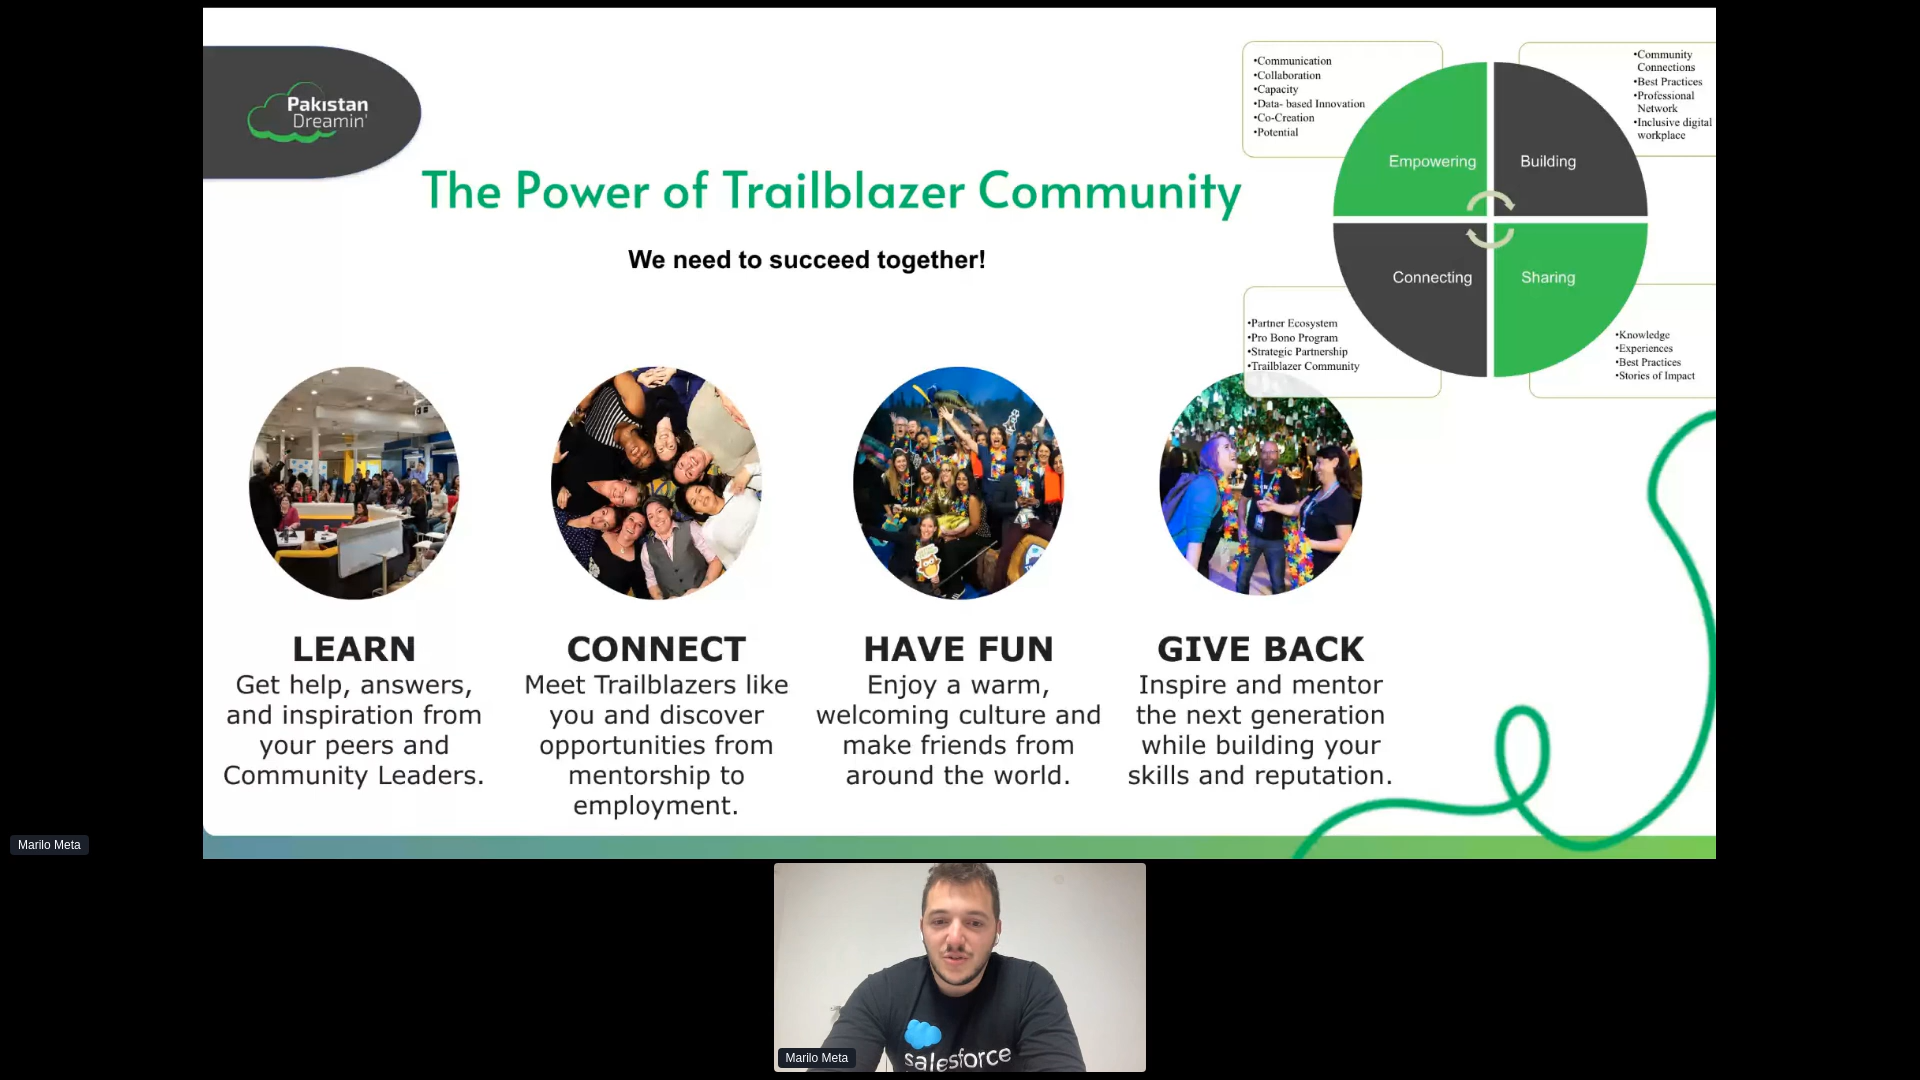 Pakistan
Dreamin'
The Power of Trailblazer Community
We need to succeed together!
•Communication
•Collaboration
•Capacity
•Data- based Innovation
•Co-Creation
•Potential
•Community
Connections
•Best Practices
•Professional
Network
•Inclusive digital
workplace
Empowering
Building
Connecting
Sharing
•Partner Ecosystem
•Pro Bono Program
•Strategic Partnership
•Trailblazer Community
•Knowledge
•Experiences
•Best Practices
•Stories of Impact
LEARN
Get help, answers,
and inspiration from
your peers and
Community Leaders.
CONNECT
Meet Trailblazers like
you and discover
opportunities from
mentorship to
employment.
HAVE FUN
Enjoy a warm,
welcoming culture and
make friends from
around the world.
GIVE BACK
Inspire and mentor
the next generation
while building your
skills and reputation.
Marilo Meta
salesforce
Marilo Meta